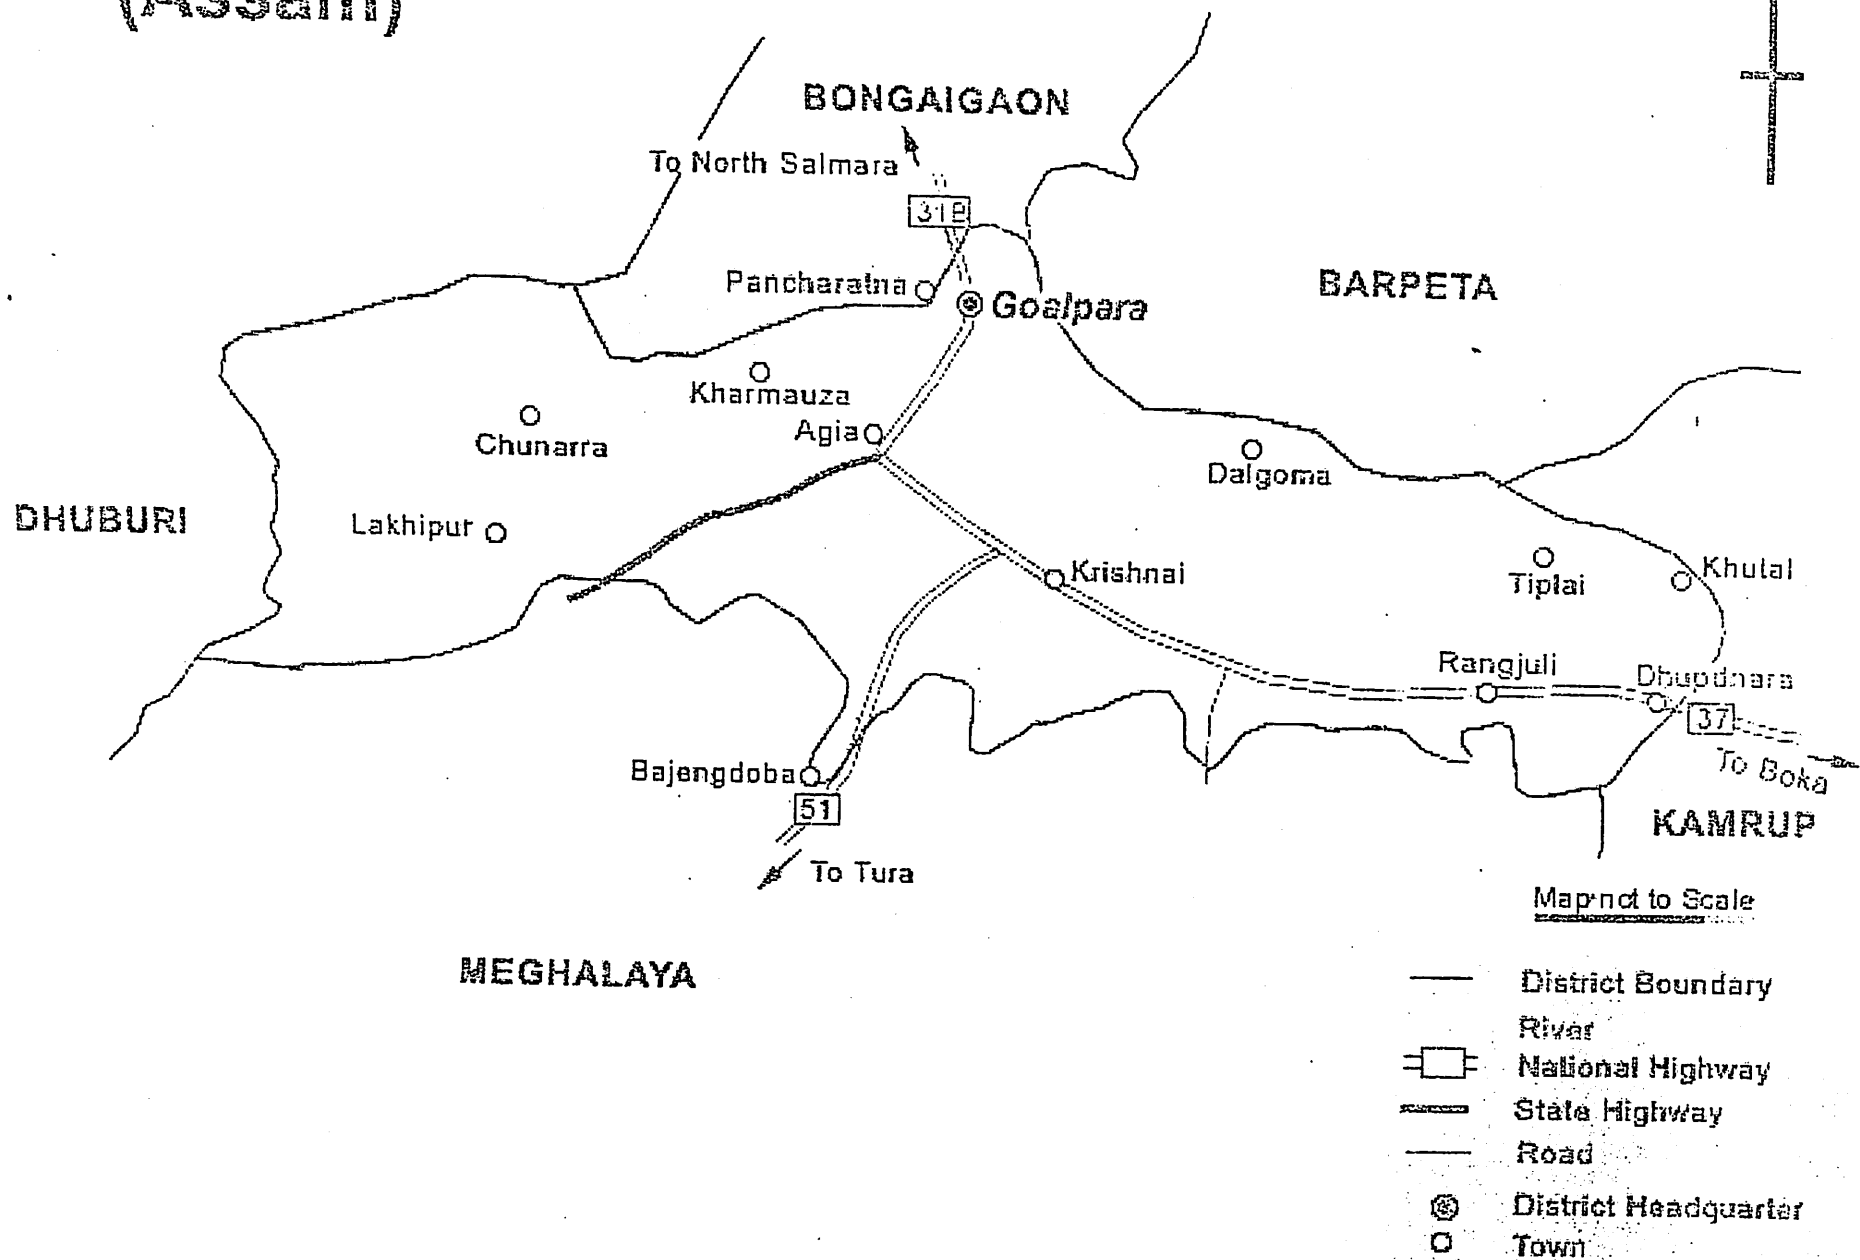 (Assam)
BONGAIGAON
To North Salmara
31B
Pancharatna
Goalpara
BARPETA
Kharmauza
Chunarra
Agia
Dalgoma
DHUBURI
Lakhipur
Krishnai
Tiplai
Khutal
Rangjuli
Dhupdnara
37
To Boka
Bajengdoba
51
To Tura
KAMRUP
Map not to Scale
MEGHALAYA
District Boundary
River
National Highway
State Highway
Road
District Headquarter
Town